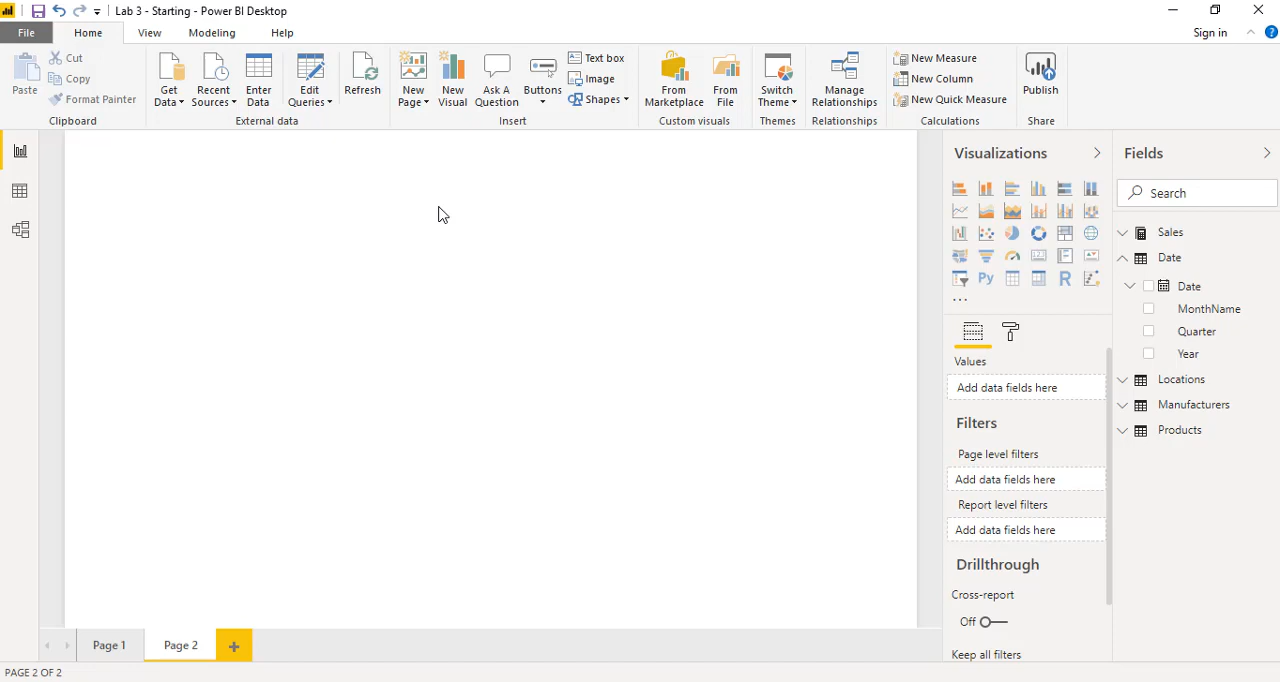 Lab 3 - Starting - Power BI Desktop
File
Home
View
Modeling
Help
Sign in
Paste
Cut
Copy
Format Painter
Clipboard
Get Data
Recent Sources
Enter Data
Edit Queries
Refresh
External data
New Page
New Visual
Ask A Question
Buttons
Text box
Image
Shapes
Insert
From Marketplace
From File
Custom visuals
Switch Theme
Themes
Manage Relationships
Relationships
New Measure
New Column
New Quick Measure
Calculations
Publish
Share
Visualizations
Py
R
Values
Add data fields here
Filters
Page level filters
Add data fields here
Report level filters
Add data fields here
Drillthrough
Cross-report
Off
Keep all filters
Fields
Search
Sales
Date
Date
MonthName
Quarter
Year
Locations
Manufacturers
Products
Page 1
Page 2
PAGE 2 OF 2